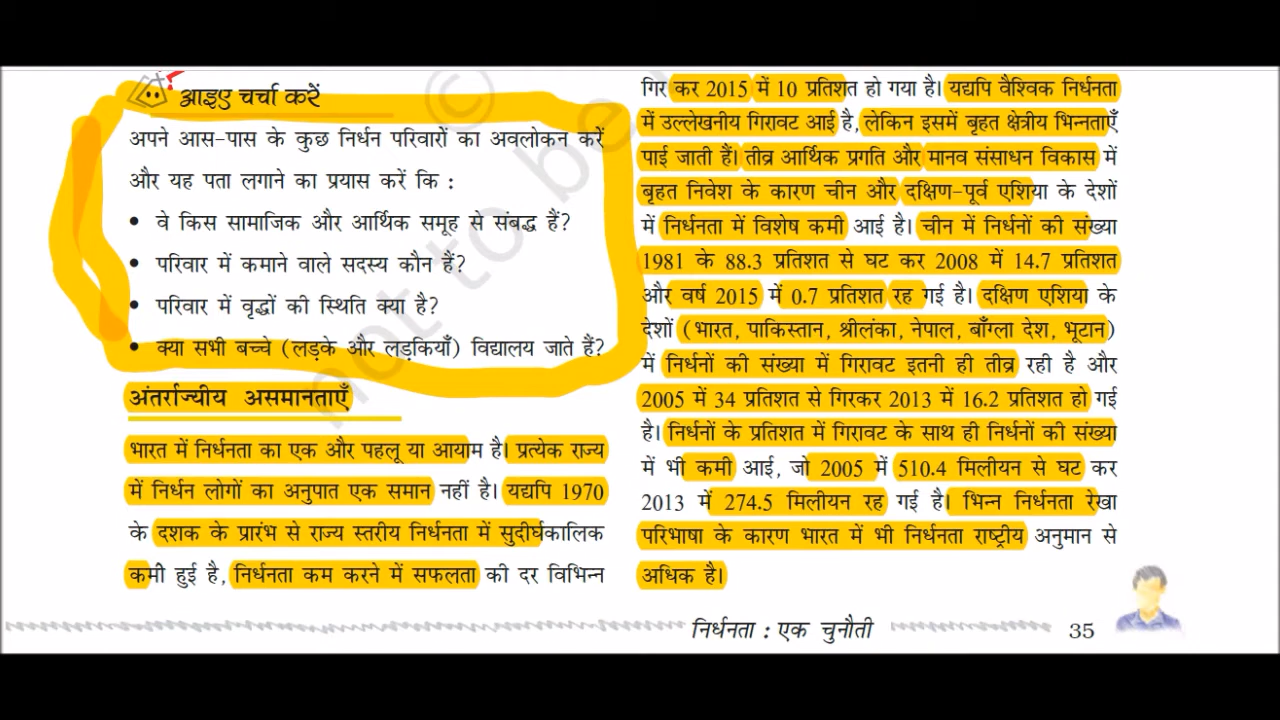 आइए चर्चा करें
अपने आस-पास के कुछ निर्धन परिवारों का अवलोकन करें
और यह पता लगाने का प्रयास करें कि :
• वे किस सामाजिक और आर्थिक समूह से संबद्ध हैं?
• परिवार में कमाने वाले सदस्य कौन हैं?
• परिवार में वृद्धों की स्थिति क्या है?
• क्या सभी बच्चे (लड़के और लड़कियाँ) विद्यालय जाते हैं?
अंतर्राज्यीय असमानताएँ
भारत में निर्धनता का एक और पहलू या आयाम है। प्रत्येक राज्य
में निर्धन लोगों का अनुपात एक समान नहीं है। यद्यपि 1970
के दशक के प्रारंभ से राज्य स्तरीय निर्धनता में सुदीर्घकालिक
कमी हुई है, निर्धनता कम करने में सफलता की दर विभिन्न
गिर कर 2015 में 10 प्रतिशत हो गया है। यद्यपि वैश्विक निर्धनता
में उल्लेखनीय गिरावट आई है, लेकिन इसमें बृहत क्षेत्रीय भिन्नताएँ
पाई जाती हैं। तीव्र आर्थिक प्रगति और मानव संसाधन विकास में
बृहत निवेश के कारण चीन और दक्षिण-पूर्व एशिया के देशों
में निर्धनता में विशेष कमी आई है। चीन में निर्धनों की संख्या
1981 के 88.3 प्रतिशत से घट कर 2008 में 14.7 प्रतिशत
और वर्ष 2015 में 0.7 प्रतिशत रह गई है। दक्षिण एशिया के
देशों (भारत, पाकिस्तान, श्रीलंका, नेपाल, बाँग्ला देश, भूटान)
में निर्धनों की संख्या में गिरावट इतनी ही तीव्र रही है और
2005 में 34 प्रतिशत से गिरकर 2013 में 16.2 प्रतिशत हो गई
है। निर्धनों के प्रतिशत में गिरावट के साथ ही निर्धनों की संख्या
में भी कमी आई, जो 2005 में 510.4 मिलीयन से घट कर
2013 में 274.5 मिलीयन रह गई है। भिन्न निर्धनता रेखा
परिभाषा के कारण भारत में भी निर्धनता राष्ट्रीय अनुमान से
अधिक है।
निर्धनता : एक चुनौती 35
© not to be